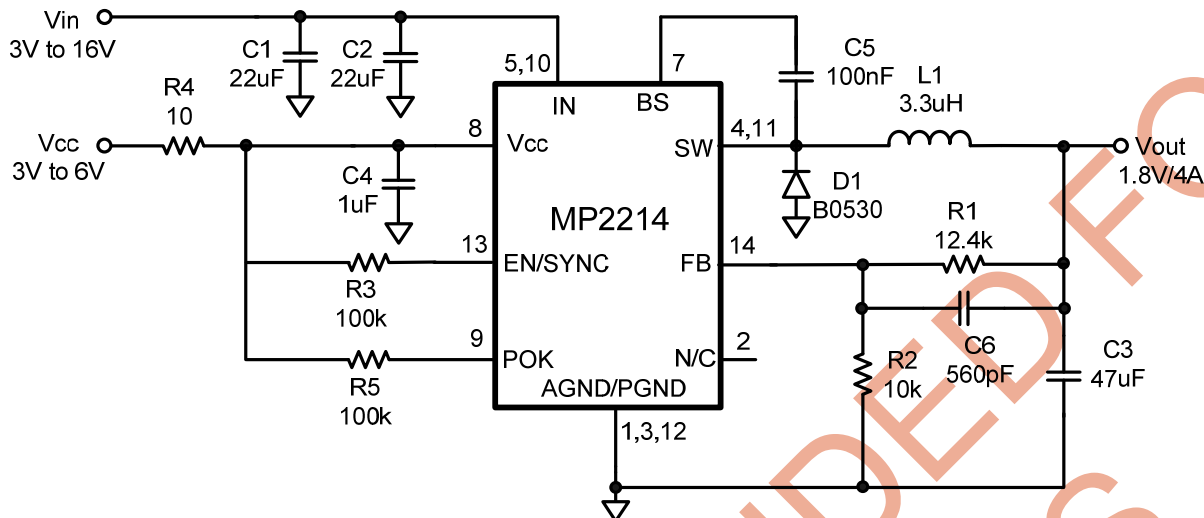 Vin
3V to 16V
C1
22uF
C2
22uF
5,10
IN
7
BS
C5
100nF
L1
3.3uH
R4
10
Vcc
3V to 6V
8
Vcc
4,11
SW
Vout
1.8V/4A
C4
1uF
D1
B0530
MP2214
R1
12.4k
13
EN/SYNC
14
FB
R3
100k
9
POK
2
N/C
R2
10k
C6
560pF
C3
47uF
R5
100k
AGND/PGND
1,3,12